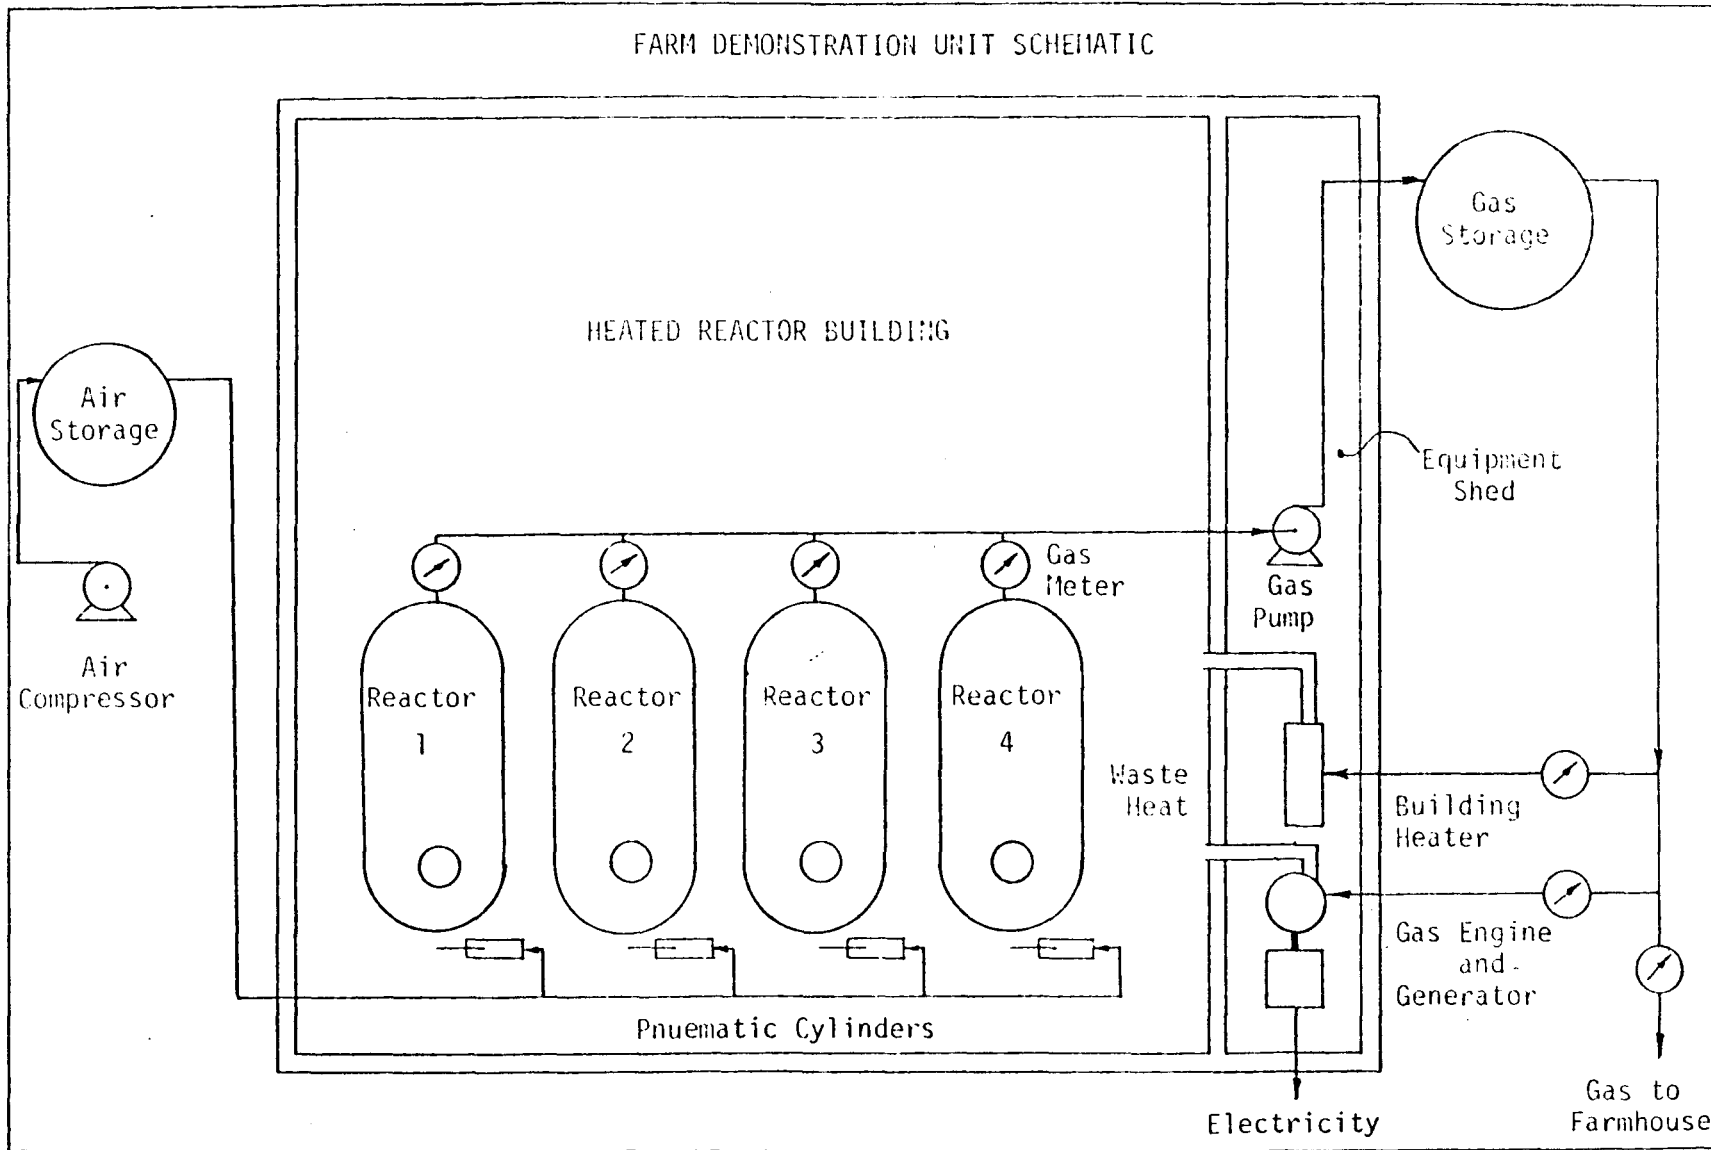 FARM DEMONSTRATION UNIT SCHEMATIC
Gas
Storage
HEATED REACTOR BUILDING
Air
Storage
Equipment
Shed
Gas
Meter
Gas
Pump
Air
Compressor
Reactor
1
Reactor
2
Reactor
3
Reactor
4
Waste
Heat
Building
Heater
Gas Engine
and
Generator
Pnuematic Cylinders
Electricity
Gas to
Farmhouse